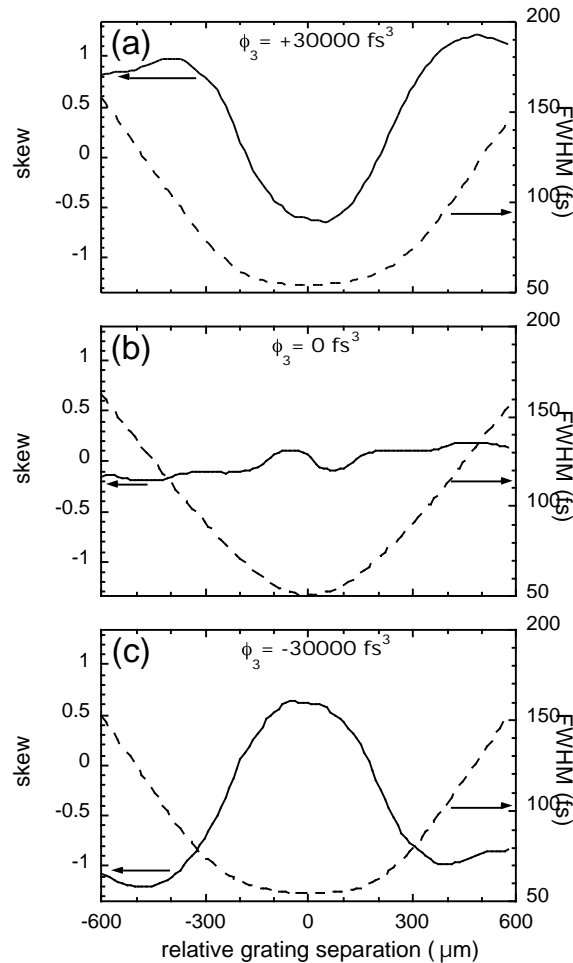 (a)
ϕ₃= +30000 fs³
1
0.5
0
-0.5
-1
skew
200
150
100
50
FWHM (fs)
(b)
ϕ₃= 0 fs³
1
0.5
0
-0.5
-1
skew
200
150
100
50
FWHM (fs)
(c)
ϕ₃= -30000 fs³
1
0.5
0
-0.5
-1
skew
200
150
100
50
FWHM (fs)
-600 -300 0 300 600
relative grating separation ( µm)